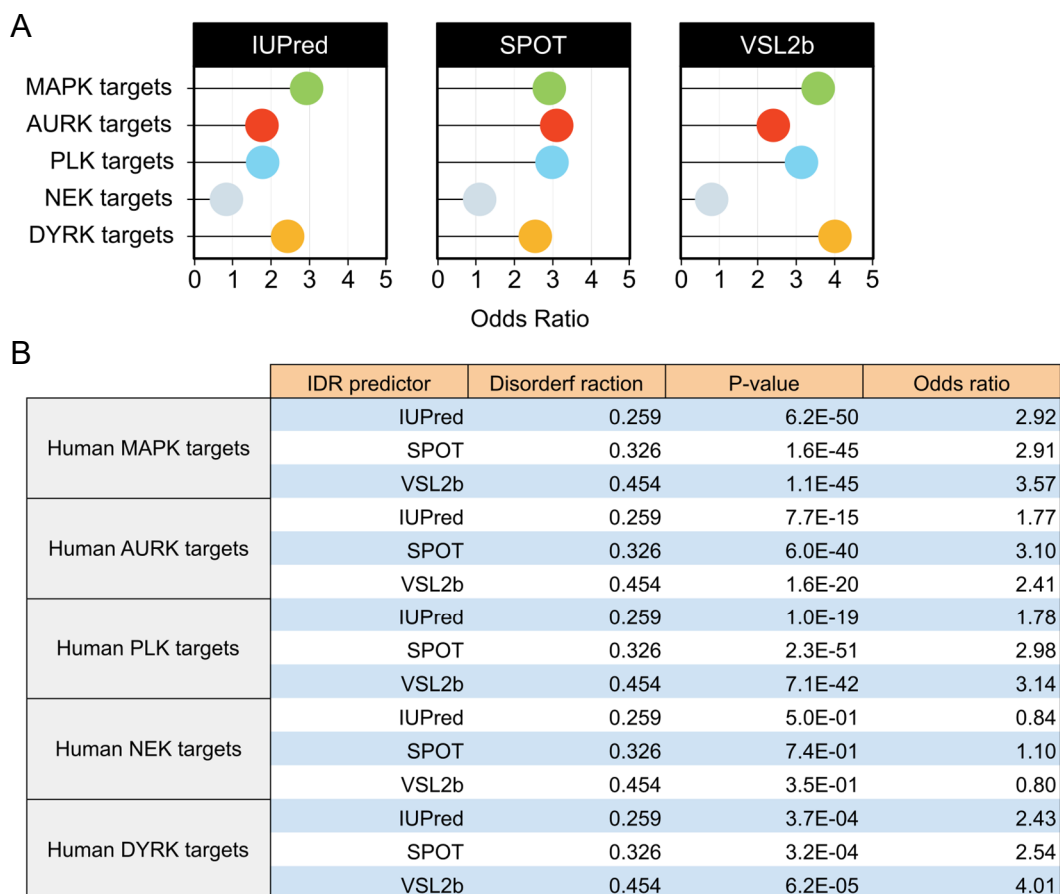 A
IUPred SPOT VSL2b
MAPK targets
AURK targets
PLK targets
NEK targets
DYRK targets
0 1 2 3 4 5 0 1 2 3 4 5 0 1 2 3 4 5
Odds Ratio
B
IDR predictor Disorderf raction P-value Odds ratio
Human MAPK targets
IUPred 0.259 6.2E-50 2.92
SPOT 0.326 1.6E-45 2.91
VSL2b 0.454 1.1E-45 3.57
Human AURK targets
IUPred 0.259 7.7E-15 1.77
SPOT 0.326 6.0E-40 3.10
VSL2b 0.454 1.6E-20 2.41
Human PLK targets
IUPred 0.259 1.0E-19 1.78
SPOT 0.326 2.3E-51 2.98
VSL2b 0.454 7.1E-42 3.14
Human NEK targets
IUPred 0.259 5.0E-01 0.84
SPOT 0.326 7.4E-01 1.10
VSL2b 0.454 3.5E-01 0.80
Human DYRK targets
IUPred 0.259 3.7E-04 2.43
SPOT 0.326 3.2E-04 2.54
VSL2b 0.454 6.2E-05 4.01